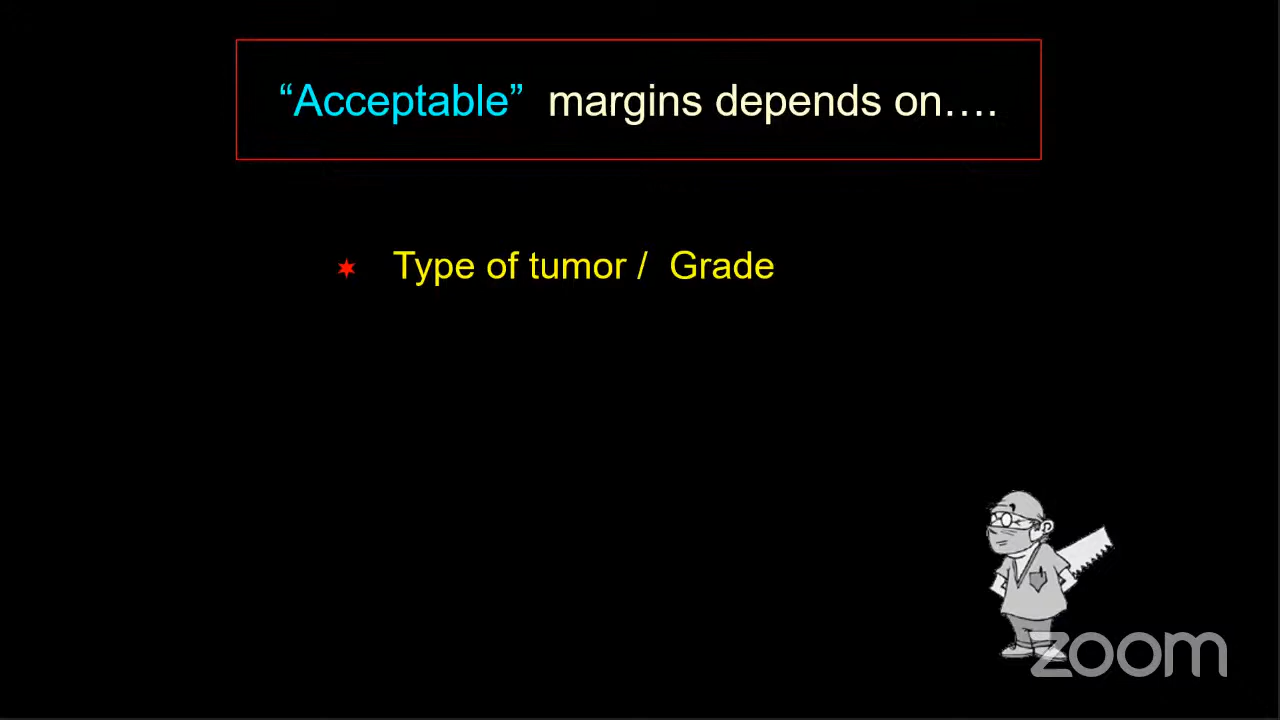 “Acceptable” margins depends on….
✶ Type of tumor / Grade
zoom